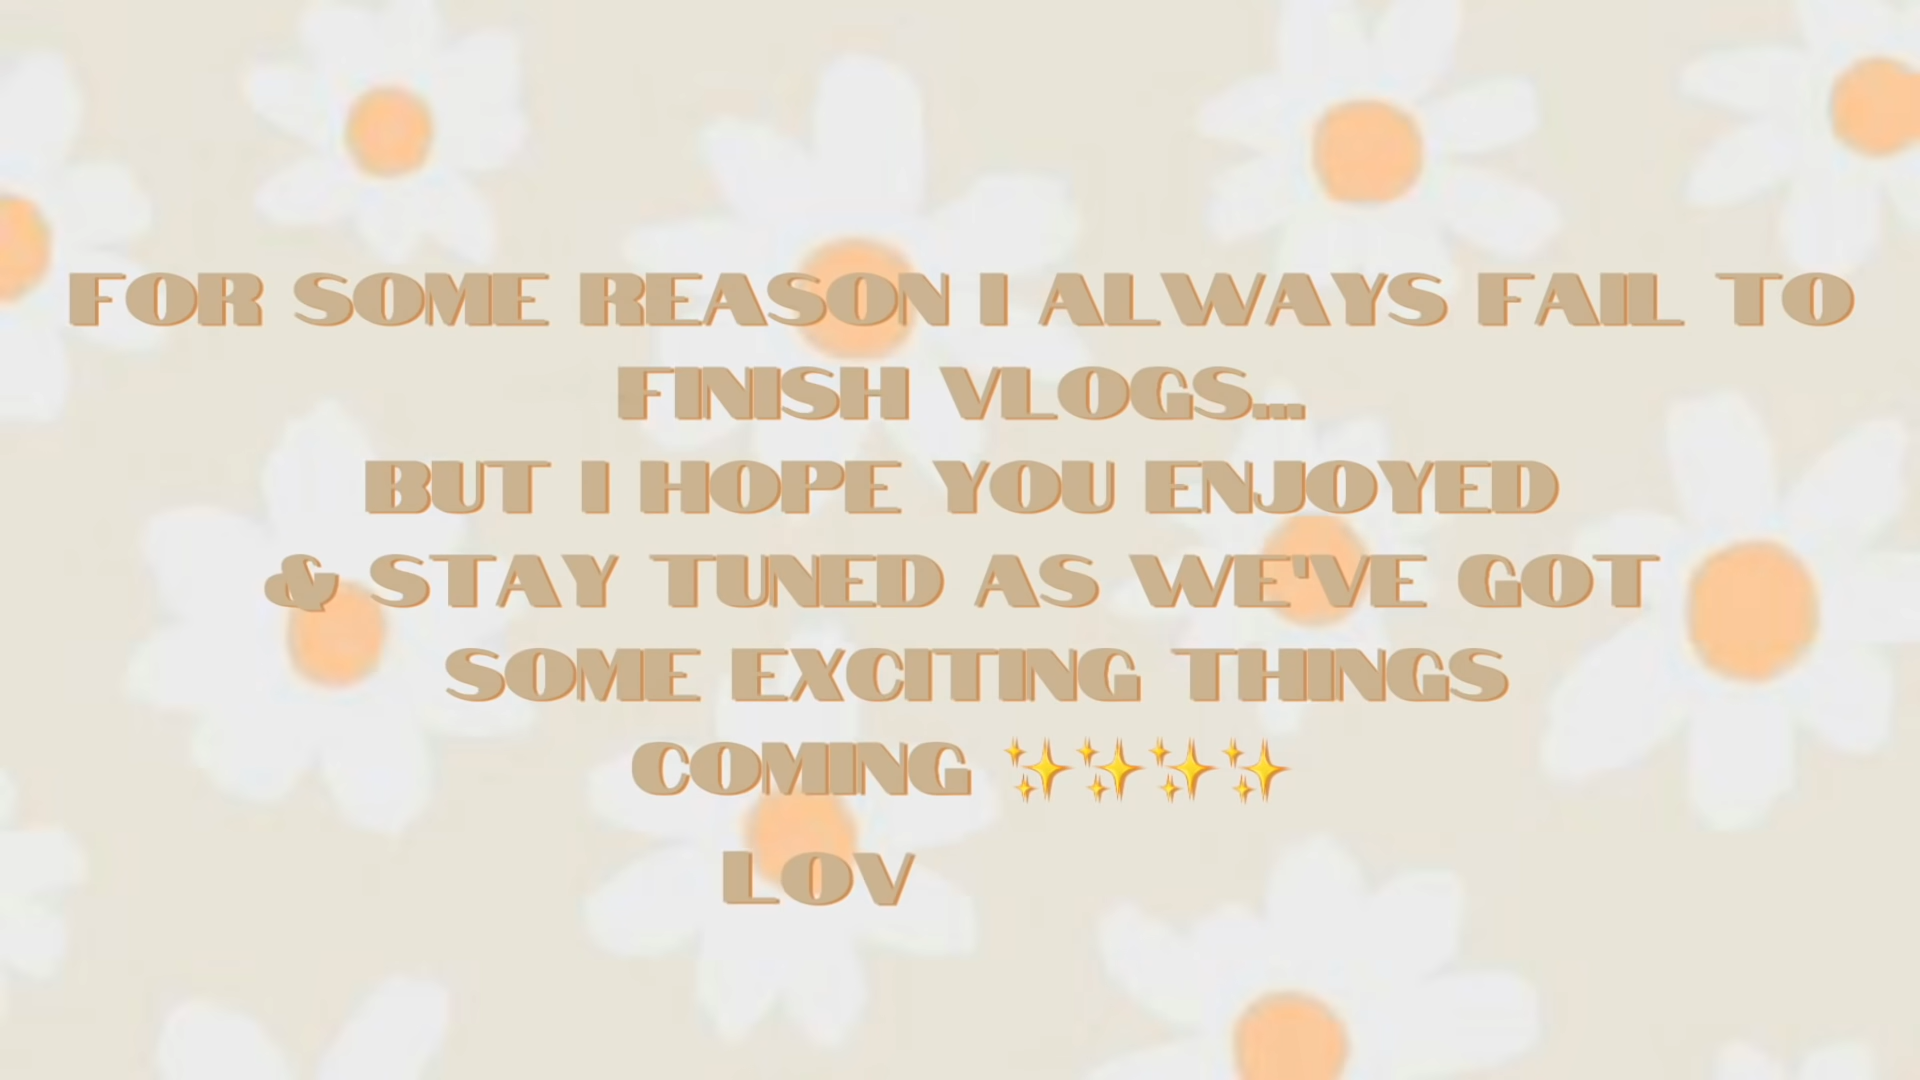 FOR SOME REASON I ALWAYS FAIL TO
FINISH VLOGS...
BUT I HOPE YOU ENJOYED
& STAY TUNED AS WE'VE GOT
SOME EXCITING THINGS
COMING ✨✨✨✨
LOV